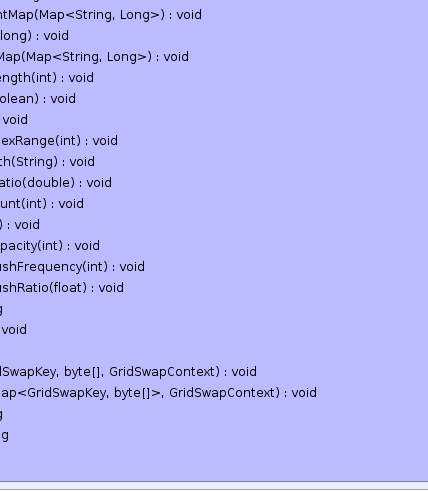 ntMap(Map<String, Long>) : void
long) : void
Map(Map<String, Long>) : void
ength(int) : void
olean) : void
: void
exRange(int) : void
th(String) : void
atio(double) : void
unt(int) : void
) : void
pacity(int) : void
ushFrequency(int) : void
ushRatio(float) : void
g
void
dSwapKey, byte[], GridSwapContext) : void
ap<GridSwapKey, byte[]>, GridSwapContext) : void
g
ng